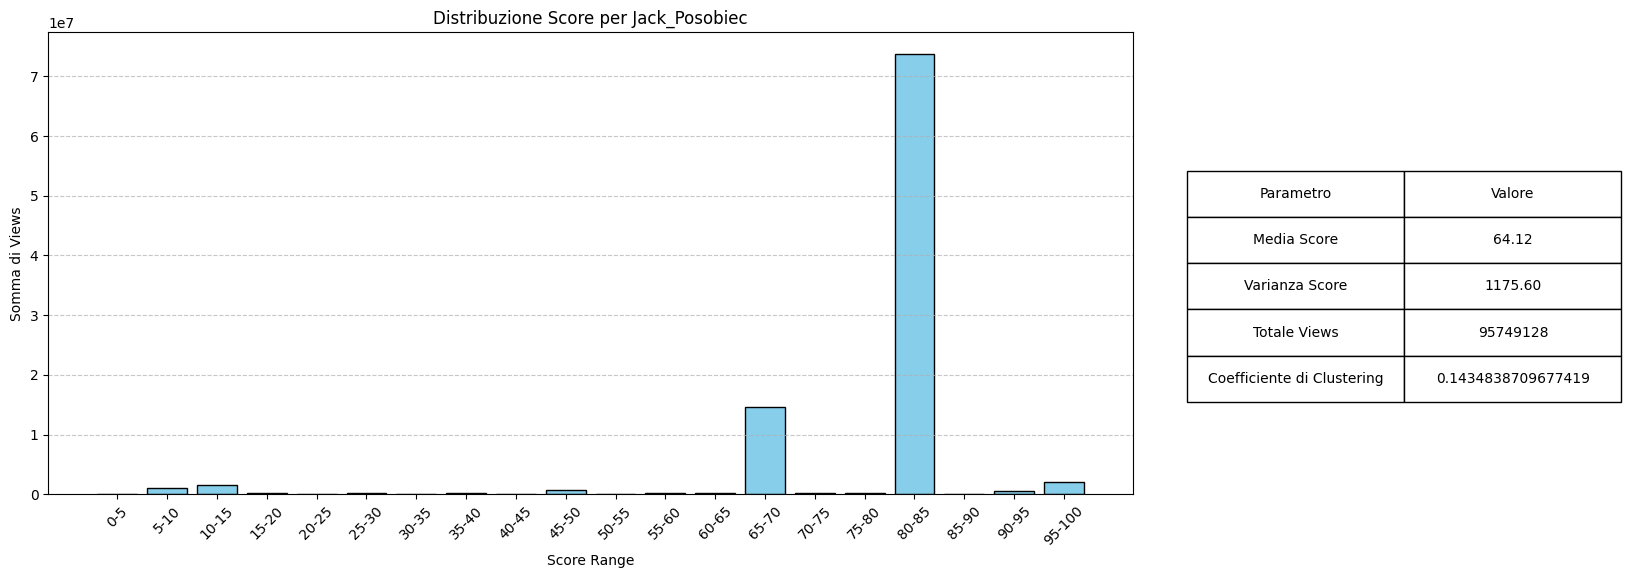 Distribuzione Score per Jack_Posobiec
1e7
7
6
5
4
3
2
1
0
Somma di Views
0-5 5-10 10-15 15-20 20-25 25-30 30-35 35-40 40-45 45-50 50-55 55-60 60-65 65-70 70-75 75-80 80-85 85-90 90-95 95-100
Score Range
Parametro Valore
Media Score 64.12
Varianza Score 1175.60
Totale Views 95749128
Coefficiente di Clustering 0.1434838709677419